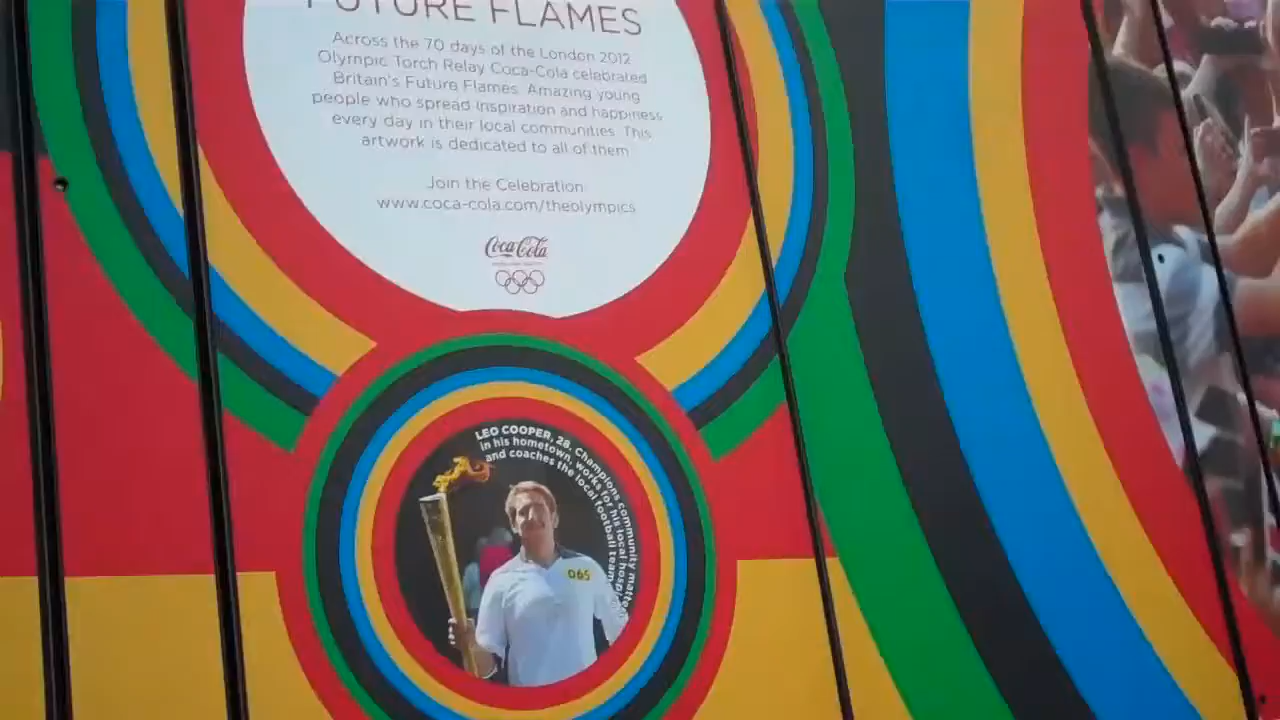 FUTURE FLAMES
Across the 70 days of the London 2012
Olympic Torch Relay Coca-Cola celebrated
Britain's Future Flames. Amazing young
people who spread inspiration and happiness
every day in their local communities. This
artwork is dedicated to all of them
Join the Celebration
www.coca-cola.com/theolympics
Coca-Cola
LEO COOPER, 28. Champions community matters
in his hometown, works for his local hospice
and coaches the local football team
065